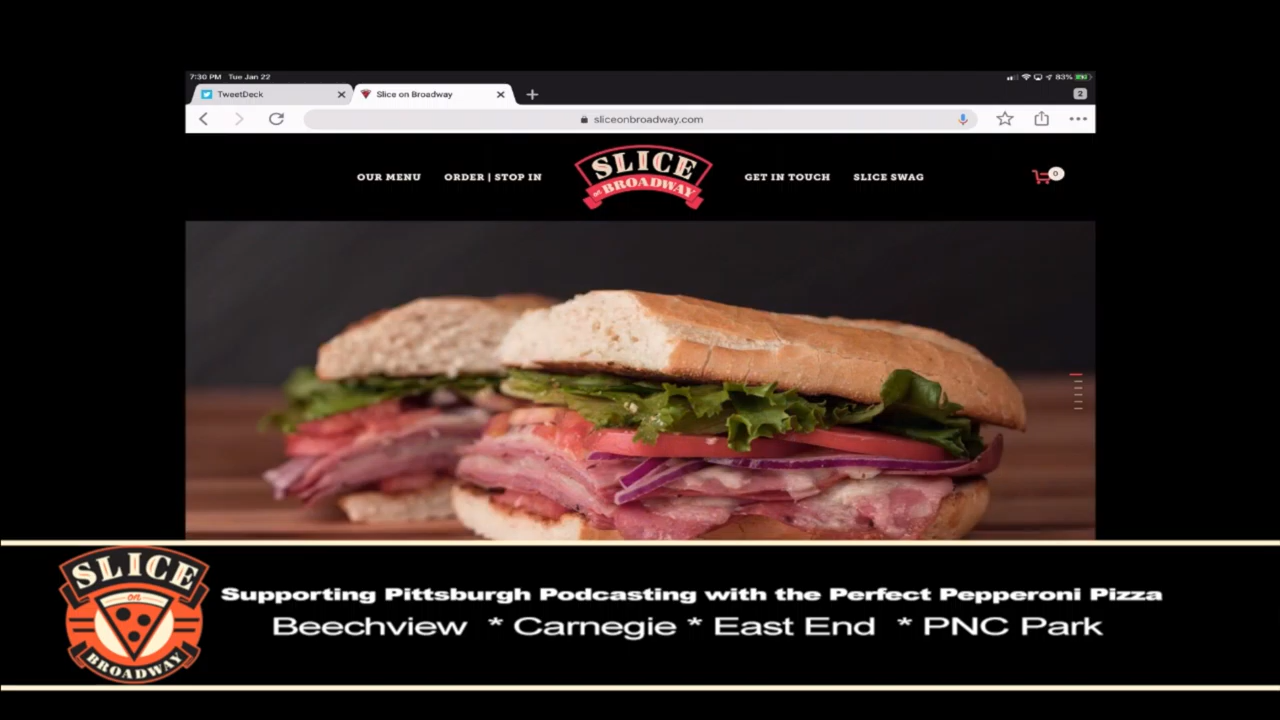 7:30 PM Tue Jan 22
83%
2
TweetDeck
Slice on Broadway
sliceonbroadway.com
OUR MENU
ORDER | STOP IN
SLICE
on BROADWAY
GET IN TOUCH
SLICE SWAG
0
SLICE
on
BROADWAY
Supporting Pittsburgh Podcasting with the Perfect Pepperoni Pizza
Beechview * Carnegie * East End * PNC Park